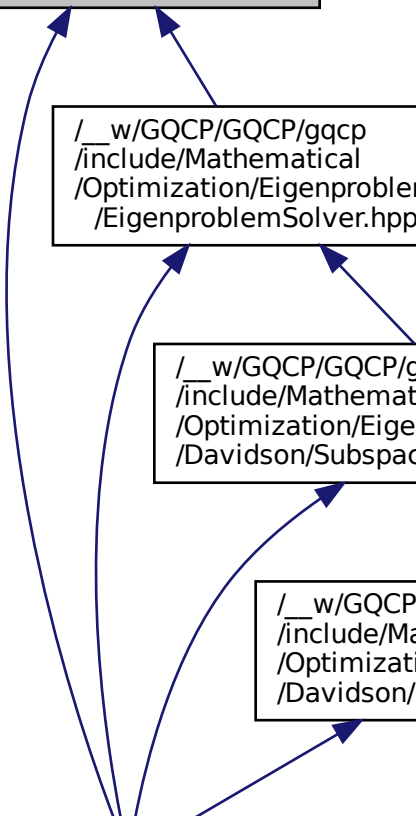 /__w/GQCP/GQCP/gqcp
/include/Mathematical
/Optimization/Eigenproblem
/EigenproblemSolver.hpp
/__w/GQCP/GQCP/g
/include/Mathemat
/Optimization/Eige
/Davidson/Subspac
/__w/GQCP
/include/Ma
/Optimizati
/Davidson/